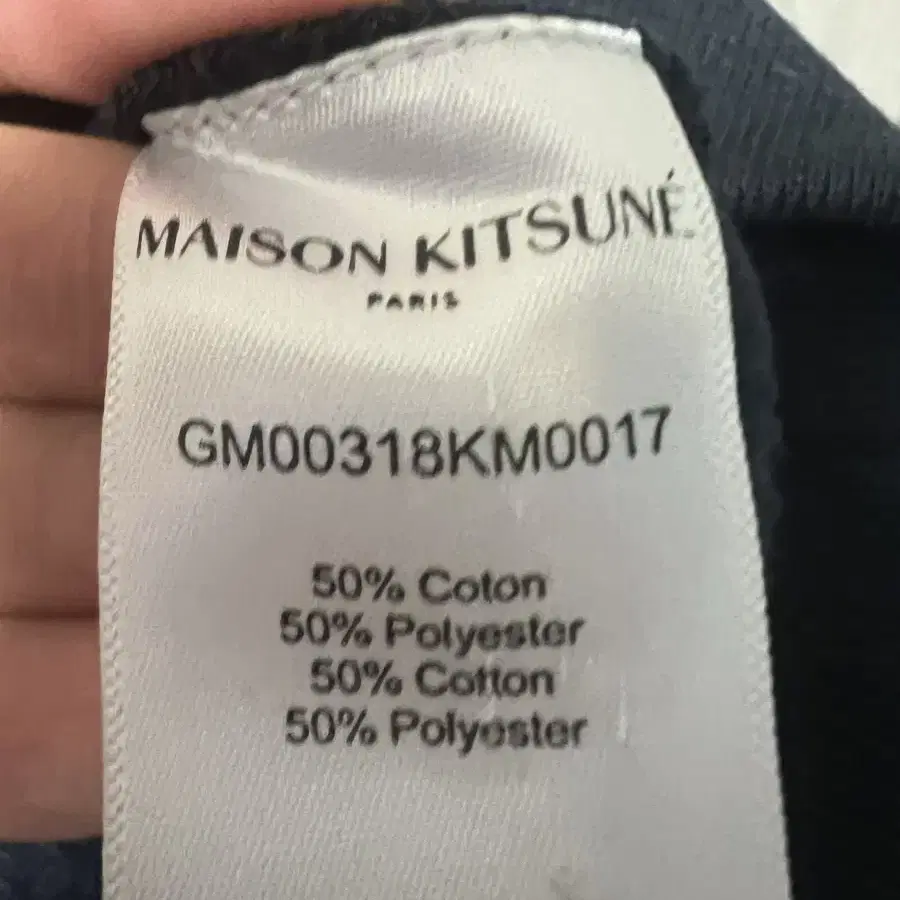 MAISON KITSUNÉ
PARIS
GM00318KM0017
50% Coton
50% Polyester
50% Cotton
50% Polyester